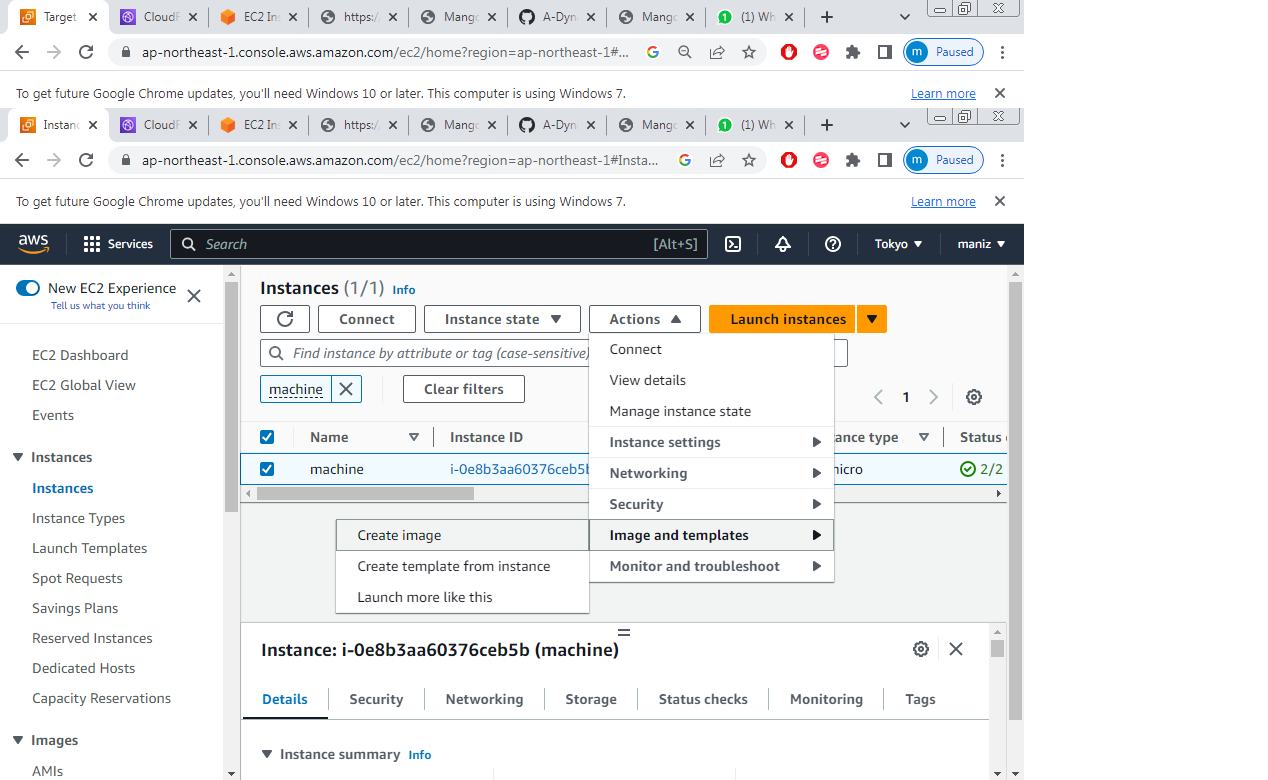 Target
CloudF
EC2 Ins
https:/
Mango
A-Dyna
Mango
(1) Wh
ap-northeast-1.console.aws.amazon.com/ec2/home?region=ap-northeast-1#...
m Paused
To get future Google Chrome updates, you'll need Windows 10 or later. This computer is using Windows 7.
Learn more
Instanc
CloudF
EC2 Ins
https:/
Mango
A-Dyna
Mango
(1) Wh
ap-northeast-1.console.aws.amazon.com/ec2/home?region=ap-northeast-1#Insta...
m Paused
To get future Google Chrome updates, you'll need Windows 10 or later. This computer is using Windows 7.
Learn more
aws
Services
Search
[Alt+S]
Tokyo
maniz
New EC2 Experience
Tell us what you think
EC2 Dashboard
EC2 Global View
Events
Instances
Instances
Instance Types
Launch Templates
Spot Requests
Savings Plans
Reserved Instances
Dedicated Hosts
Capacity Reservations
Images
AMIs
Instances (1/1) Info
Connect
Instance state
Actions
Launch instances
Find instance by attribute or tag (case-sensitive)
machine
Clear filters
1
Name
Instance ID
ance type
Status
machine
i-0e8b3aa60376ceb5b
micro
2/2
Connect
View details
Manage instance state
Instance settings
Networking
Security
Image and templates
Monitor and troubleshoot
Create image
Create template from instance
Launch more like this
Instance: i-0e8b3aa60376ceb5b (machine)
Details
Security
Networking
Storage
Status checks
Monitoring
Tags
Instance summary Info